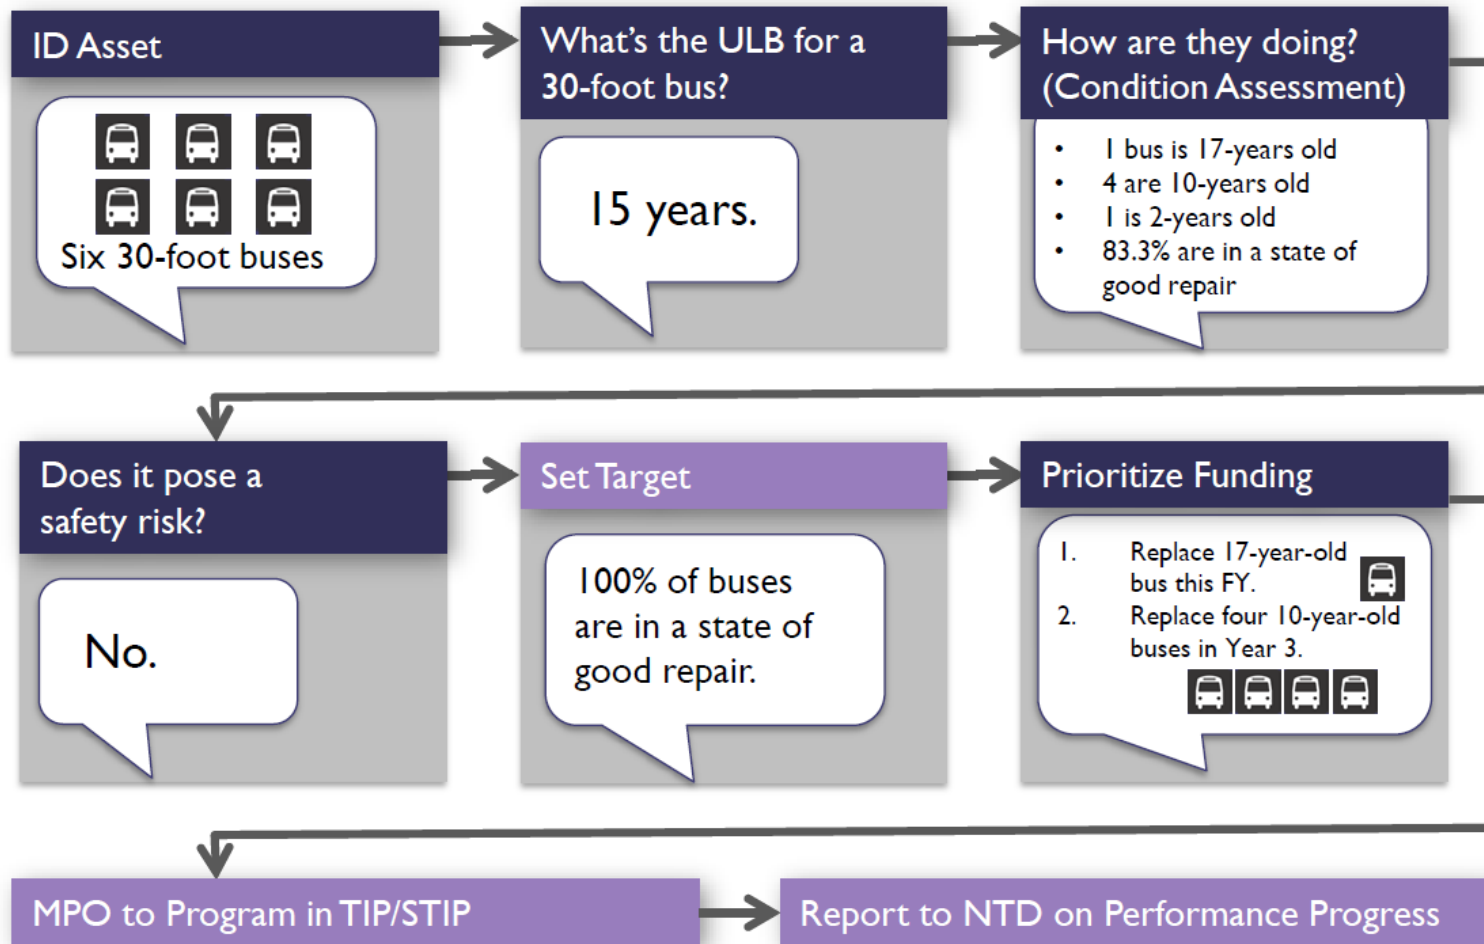 ID Asset
What's the ULB for a
30-foot bus?
How are they doing?
(Condition Assessment)
Six 30-foot buses
15 years.
• 1 bus is 17-years old
• 4 are 10-years old
• 1 is 2-years old
• 83.3% are in a state of
good repair
Does it pose a
safety risk?
Set Target
Prioritize Funding
No.
100% of buses
are in a state of
good repair.
1. Replace 17-year-old
bus this FY.
2. Replace four 10-year-old
buses in Year 3.
MPO to Program in TIP/STIP
Report to NTD on Performance Progress